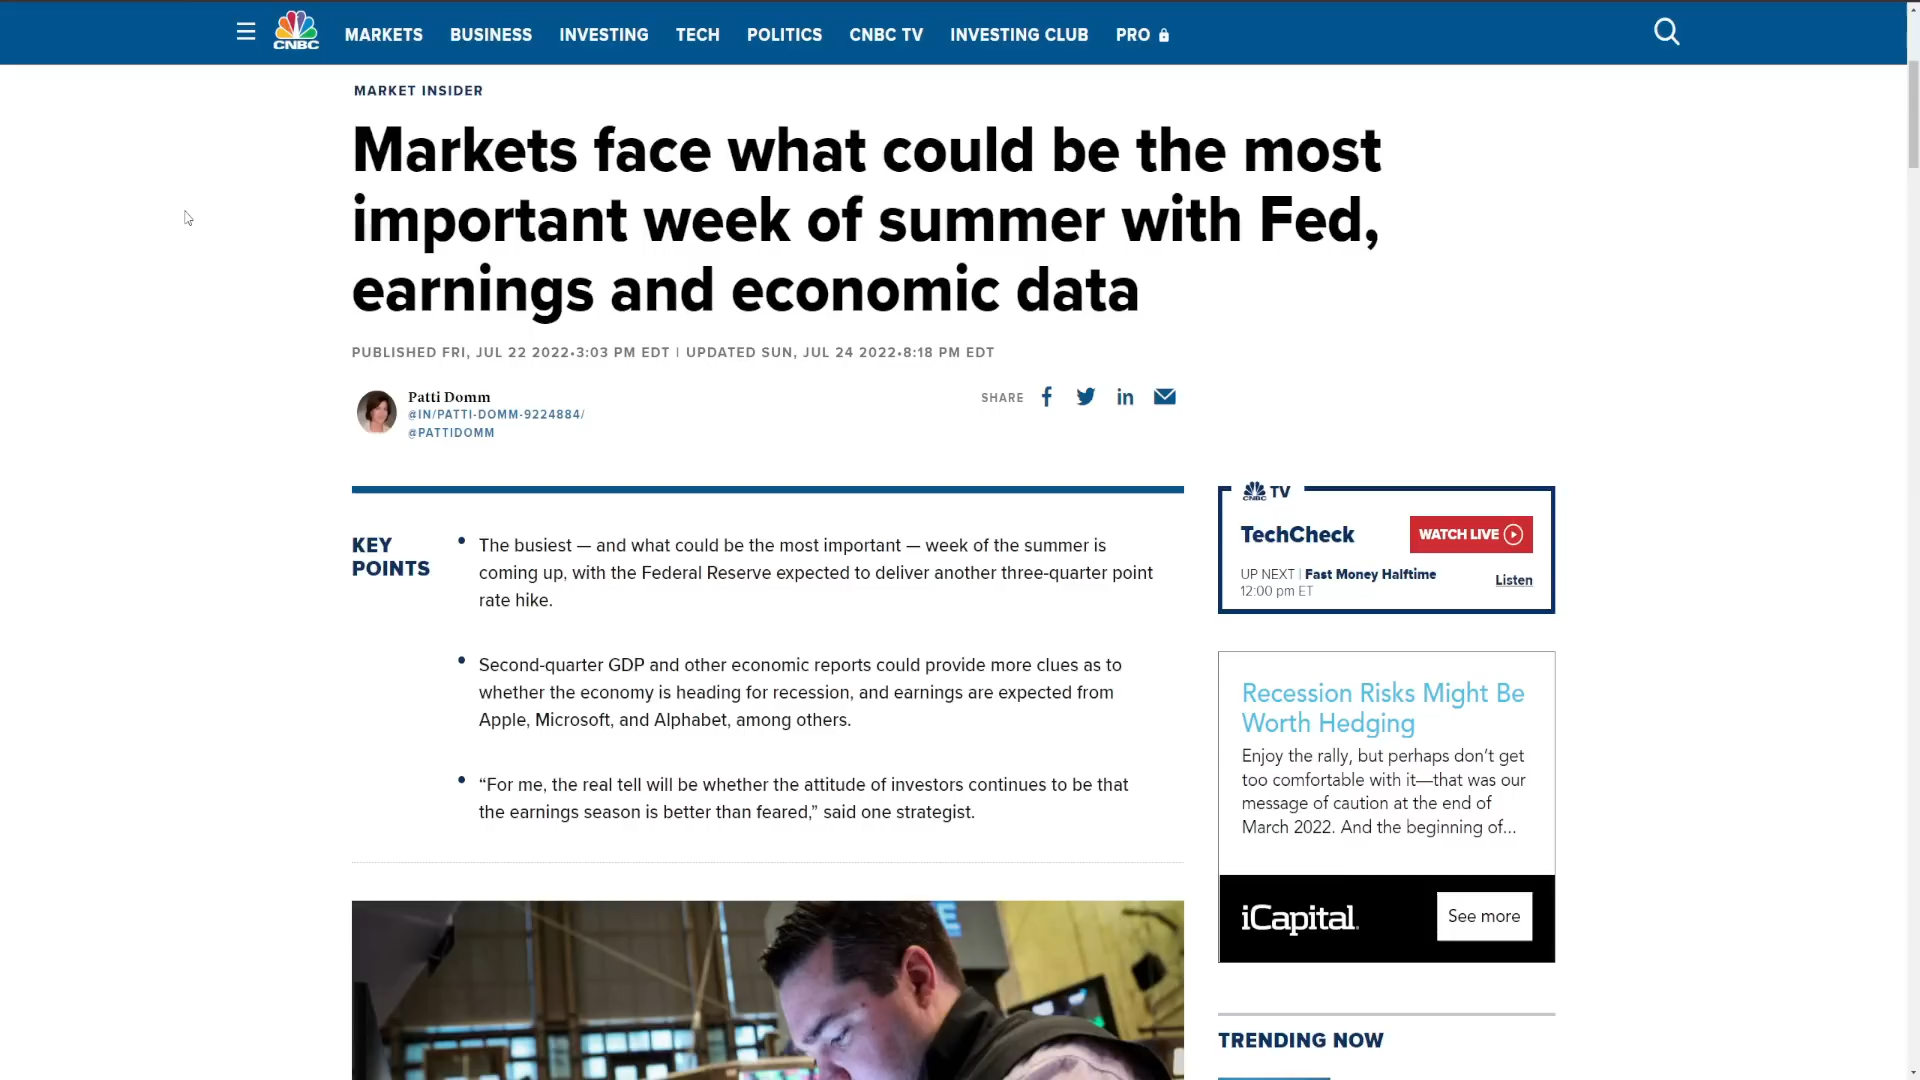 CNBC
MARKETS BUSINESS INVESTING TECH POLITICS CNBC TV INVESTING CLUB PRO
MARKET INSIDER
Markets face what could be the most
important week of summer with Fed,
earnings and economic data
PUBLISHED FRI, JUL 22 2022•3:03 PM EDT | UPDATED SUN, JUL 24 2022•8:18 PM EDT
Patti Domm
@IN/PATTI-DOMM-9224884/
@PATTIDOMM
SHARE
KEY
POINTS
• The busiest — and what could be the most important — week of the summer is
coming up, with the Federal Reserve expected to deliver another three-quarter point
rate hike.
• Second-quarter GDP and other economic reports could provide more clues as to
whether the economy is heading for recession, and earnings are expected from
Apple, Microsoft, and Alphabet, among others.
• “For me, the real tell will be whether the attitude of investors continues to be that
the earnings season is better than feared,” said one strategist.
CNBC TV
TechCheck
WATCH LIVE
UP NEXT | Fast Money Halftime
12:00 pm ET
Listen
Recession Risks Might Be
Worth Hedging
Enjoy the rally, but perhaps don’t get
too comfortable with it—that was our
message of caution at the end of
March 2022. And the beginning of...
iCapital.
See more
TRENDING NOW